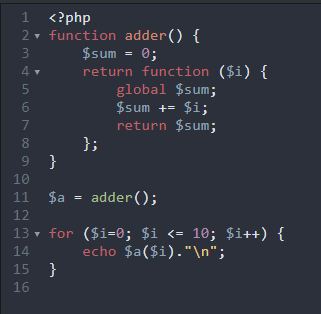 1 <?php
2 function adder() {
3     $sum = 0;
4     return function ($i) {
5         global $sum;
6         $sum += $i;
7         return $sum;
8     };
9 }
10
11 $a = adder();
12
13 for ($i=0; $i <= 10; $i++) {
14     echo $a($i)."\n";
15 }
16